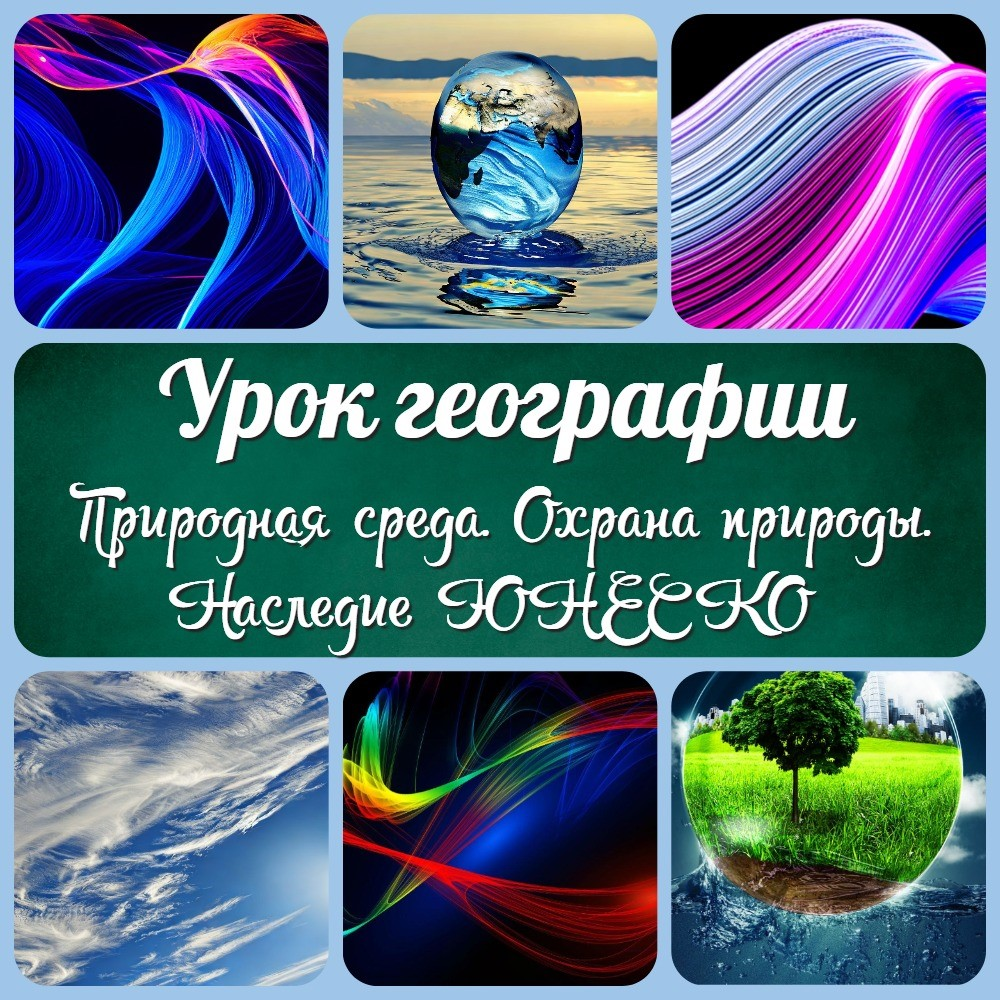 Урок географии
Природная среда. Охрана природы.
Наследие ЮНЕСКО